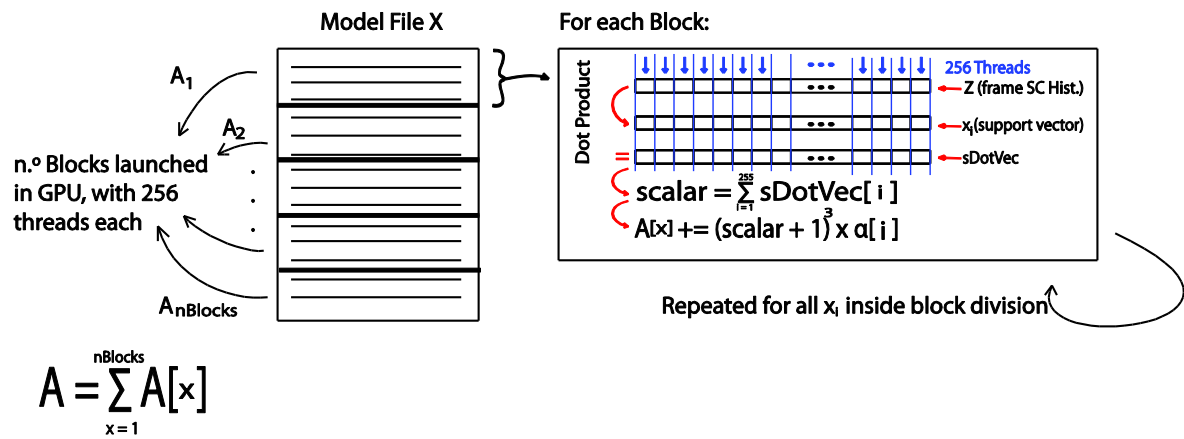 Model File X
For each Block:
A1
A2
n.º Blocks launched
in GPU, with 256
threads each
.
.
.
AnBlocks
Dot Product
256 Threads
Z (frame SC Hist.)
xi(support vector)
= sDotVec
scalar = 255 Σ i=1 sDotVec[ i ]
A[x] += (scalar + 1)³ x α[ i ]
Repeated for all xi inside block division
A = nBlocks Σ x = 1 A[x]